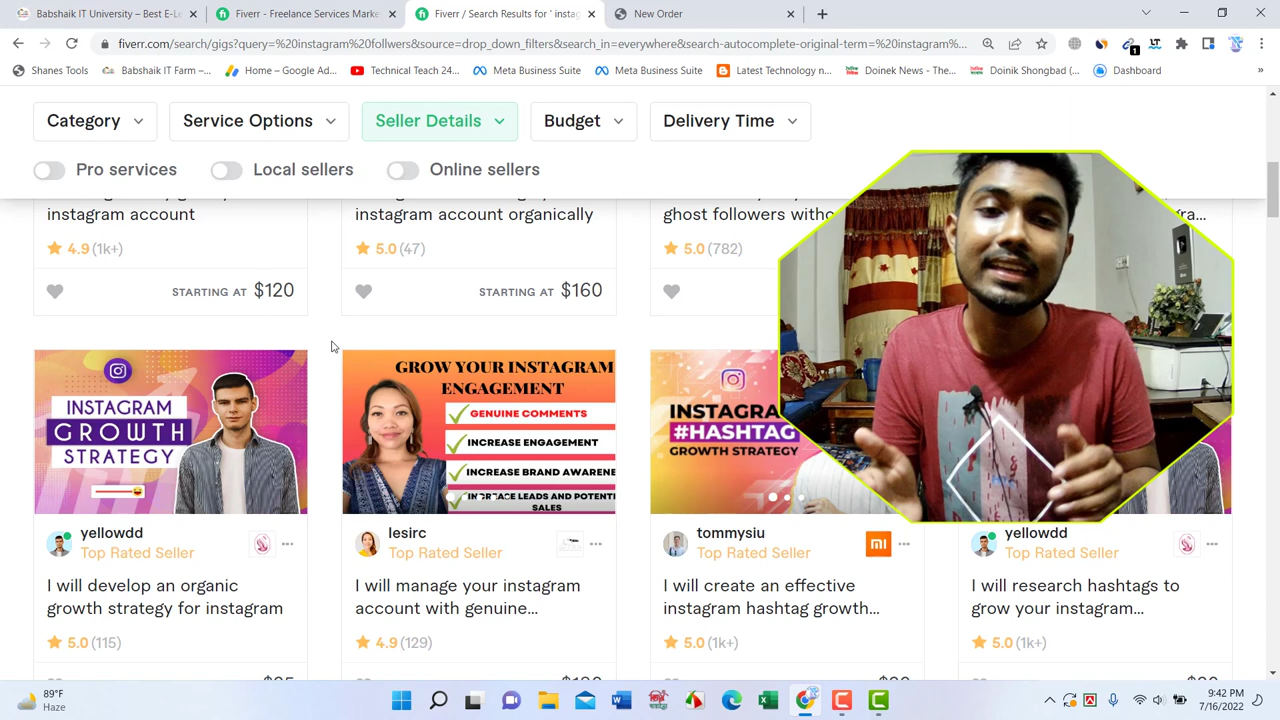 Babshaik IT – Best E-Le
Fiverr - Freelance Services Marke
Fiverr / Search Results for ' instag
New Order
fiverr.com/search/gigs?query=%20instagram%20follwers&source=drop_down_filters&search_in=everywhere&search-autocomplete-original-term=%20instagram%...
1
Shanes Tools
Babshaik IT Farm –...
Home – Google Ad...
Technical Teach 24...
Meta Business Suite
Meta Business Suite
Latest Technology n...
Doinek News - The...
Doinik Shongbad (...
Dashboard
»
Category
Service Options
Seller Details
Budget
Delivery Time
Pro services
Local sellers
Online sellers
instagram account
instagram account organically
ghost followers witho
gra...
4.9 (1k+)
5.0 (47)
5.0 (782)
STARTING AT $120
STARTING AT $160
INSTAGRAM
GROWTH
STRATEGY
GROW YOUR INSTAGRAM
ENGAGEMENT
GENUINE COMMENTS
INCREASE ENGAGEMENT
INCREASE BRAND AWARENE
INCREASE LEADS AND POTENTI
SALES
INSTAGRA
#HASHTAG
GROWTH STRATEGY
yellowdd
Top Rated Seller
lesirc
Top Rated Seller
tommysiu
Top Rated Seller
mi
yellowdd
Top Rated Seller
I will develop an organic
growth strategy for instagram
I will manage your instagram
account with genuine...
I will create an effective
instagram hashtag growth...
I will research hashtags to
grow your instagram...
5.0 (115)
4.9 (129)
5.0 (1k+)
5.0 (1k+)
89°F
Haze
9:42 PM
7/16/2022